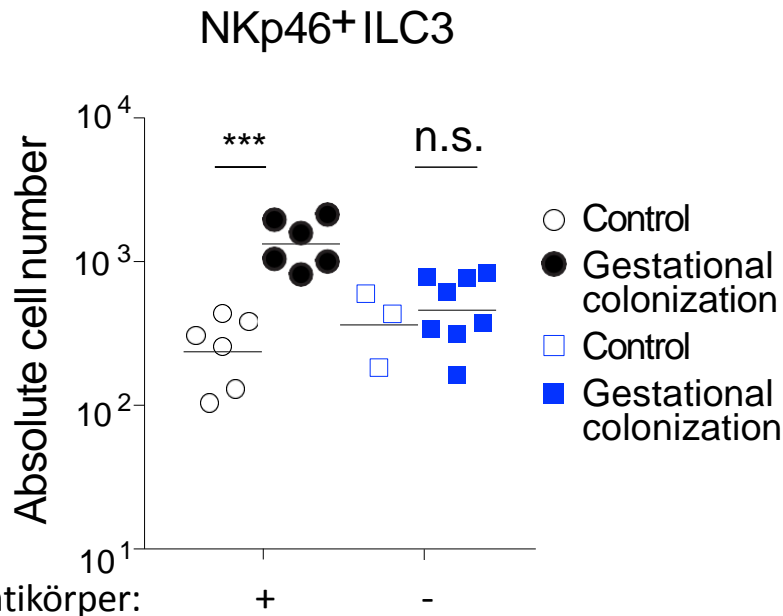 NKp46+ ILC3
10^4
***
n.s.
10^3
10^2
10^1
Absolute cell number
Control
Gestational
colonization
Control
Gestational
colonization
ntikörper: + -